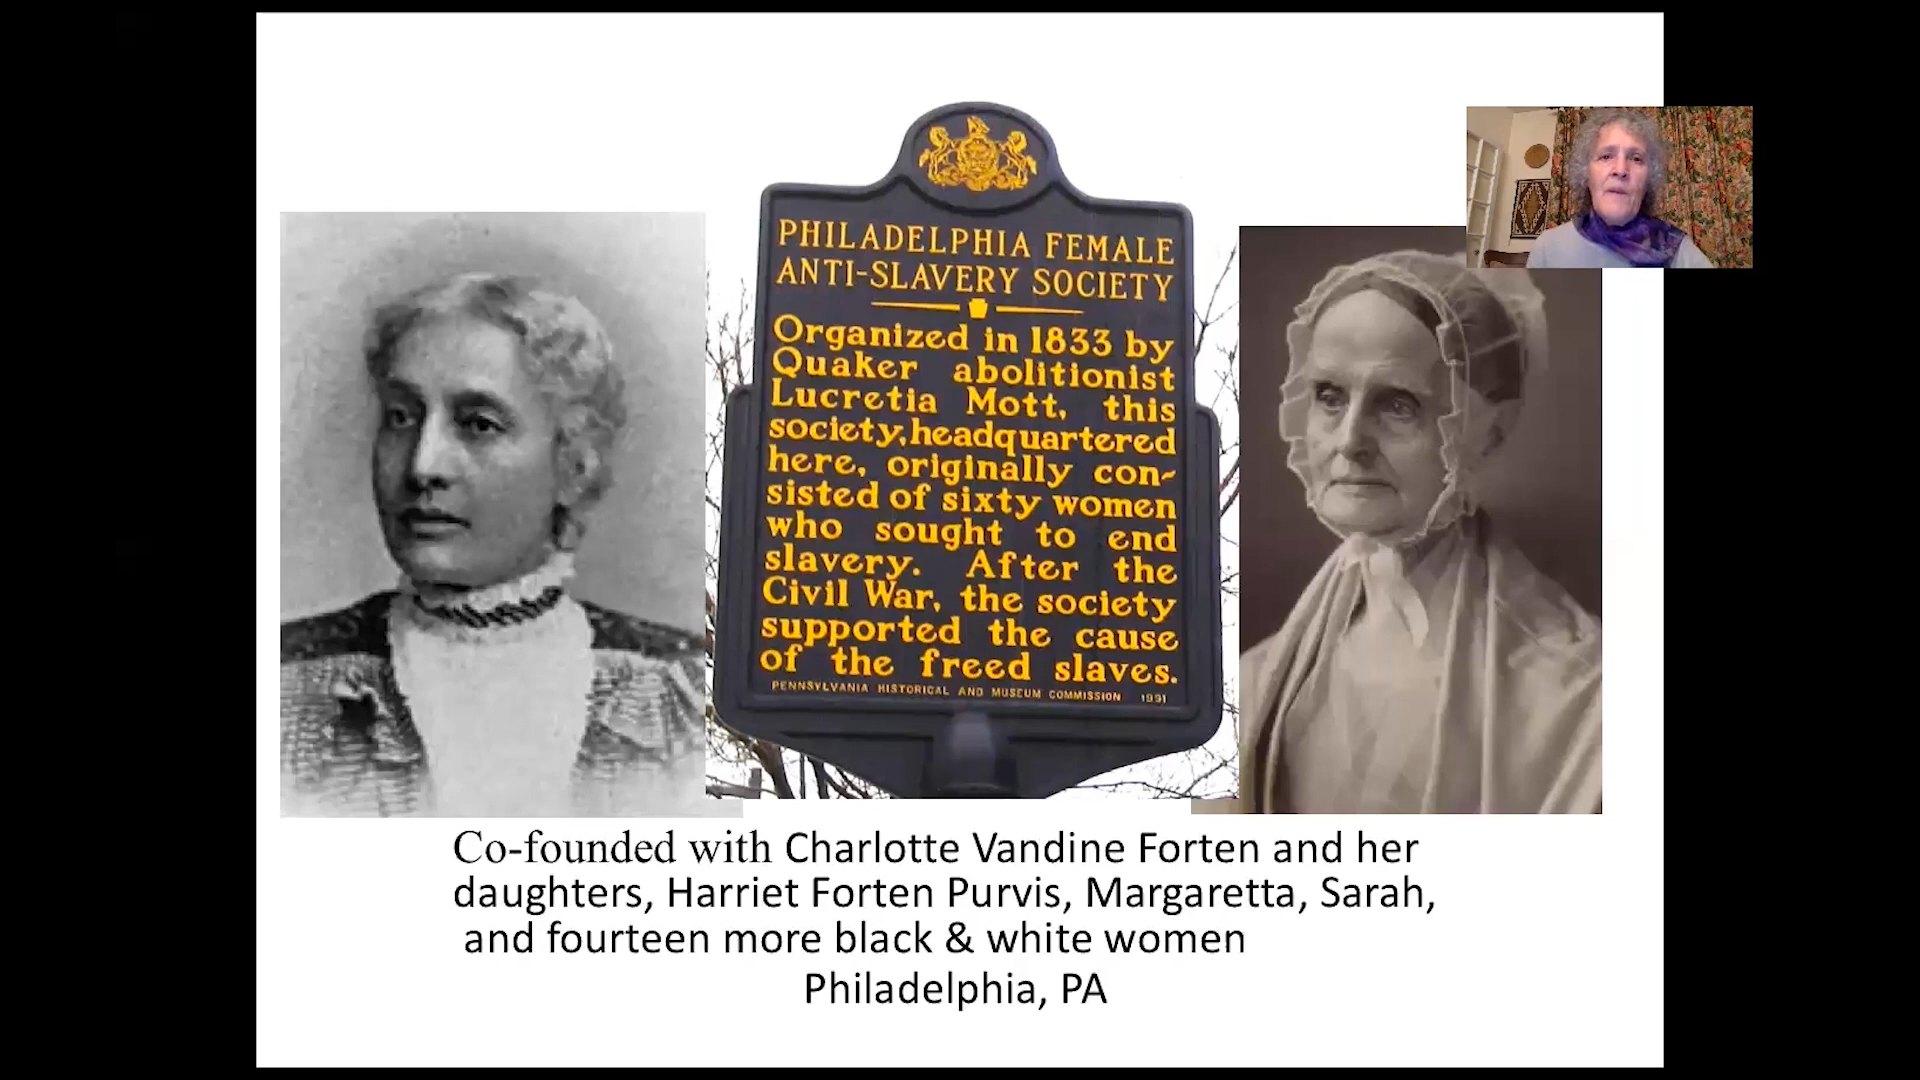 PHILADELPHIA FEMALE
ANTI-SLAVERY SOCIETY
Organized in 1833 by
Quaker abolitionist
Lucretia Mott, this
society, headquartered
here, originally con-
sisted of sixty women
who sought to end
slavery. After the
Civil War, the society
supported the cause
of the freed slaves.
PENNSYLVANIA HISTORICAL AND MUSEUM COMMISSION 1991
Co-founded with Charlotte Vandine Forten and her
daughters, Harriet Forten Purvis, Margaretta, Sarah,
and fourteen more black & white women
Philadelphia, PA